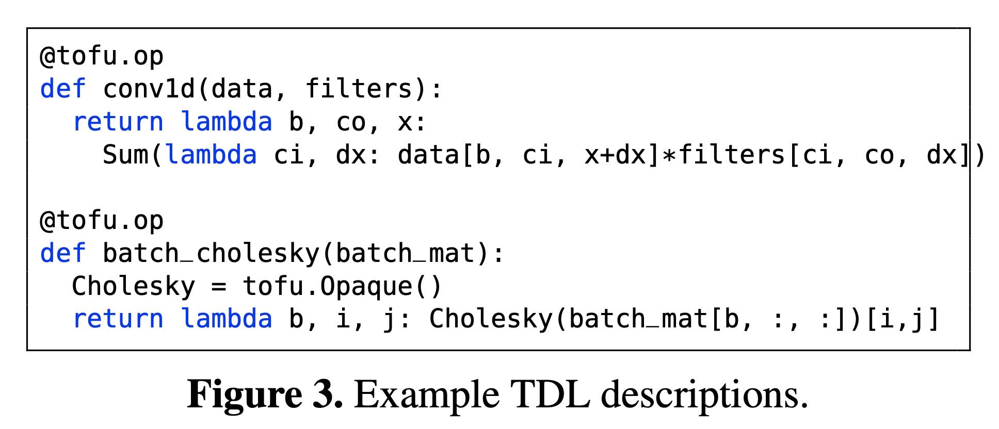 @tofu.op
def conv1d(data, filters):
  return lambda b, co, x:
    Sum(lambda ci, dx: data[b, ci, x+dx]*filters[ci, co, dx])

@tofu.op
def batch_cholesky(batch_mat):
  Cholesky = tofu.Opaque()
  return lambda b, i, j: Cholesky(batch_mat[b, :, :])[i,j]
Figure 3. Example TDL descriptions.